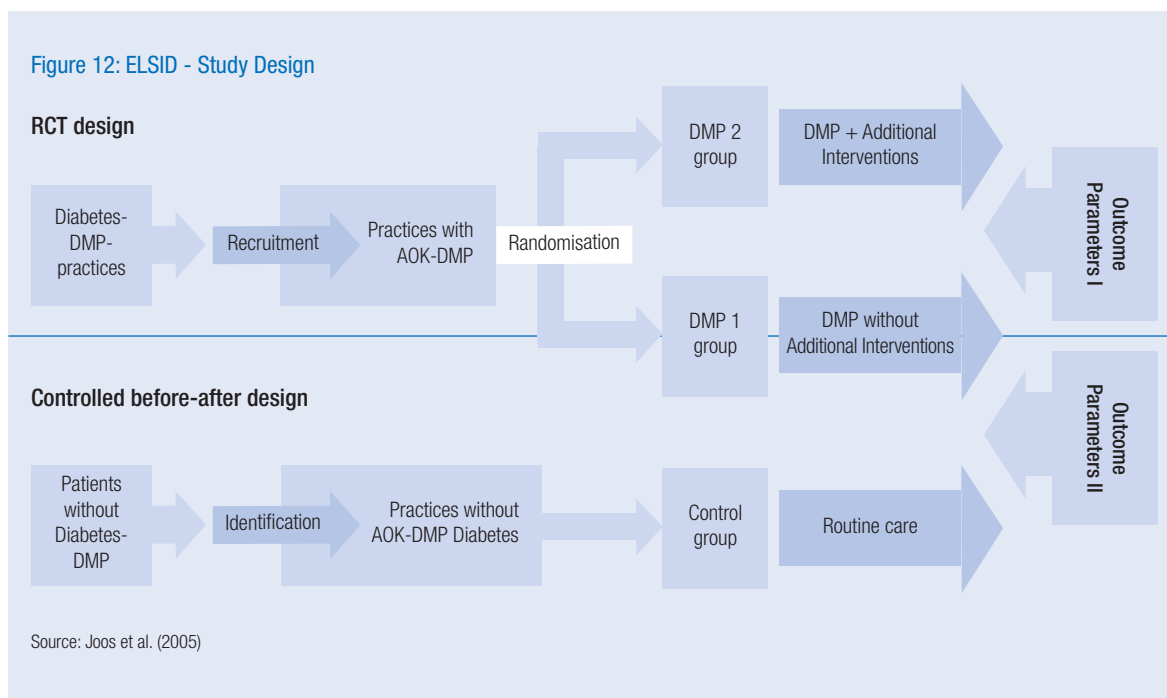 Figure 12: ELSID - Study Design
RCT design
Diabetes-
DMP-
practices
Recruitment
Practices with
AOK-DMP
Randomisation
DMP 2
group
DMP + Additional
Interventions
DMP 1
group
DMP without
Additional Interventions
Outcome
Parameters I
Controlled before-after design
Patients
without
Diabetes-
DMP
Identification
Practices without
AOK-DMP Diabetes
Control
group
Routine care
Outcome
Parameters II
Source: Joos et al. (2005)